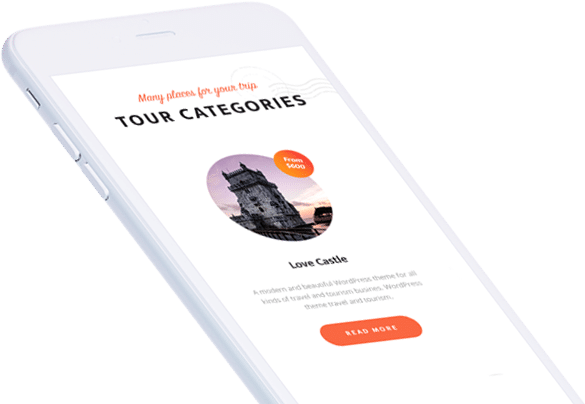 Many places for your trip
TOUR CATEGORIES
From
$600
Love Castle
A modern and beautiful WordPress theme for all
kinds of travel and tourism busines, WordPress
theme travel and tourism.
READ MORE